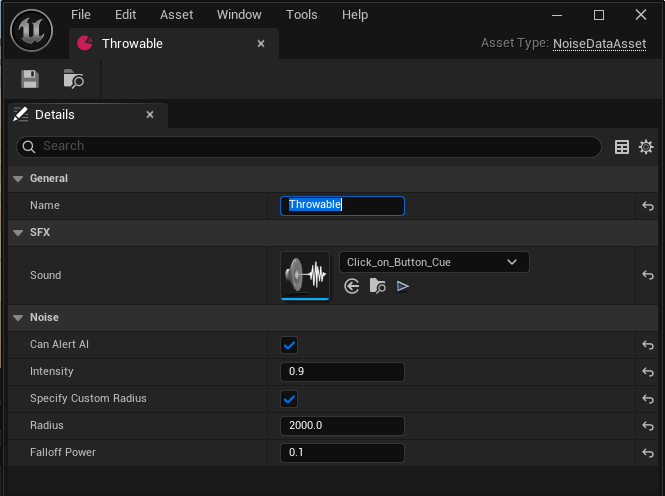 File Edit Asset Window Tools Help
Throwable
Asset Type: NoiseDataAsset
Details
Search
General
Name Throwable
SFX
Sound Click_on_Button_Cue
Noise
Can Alert AI
Intensity 0.9
Specify Custom Radius
Radius 2000.0
Falloff Power 0.1